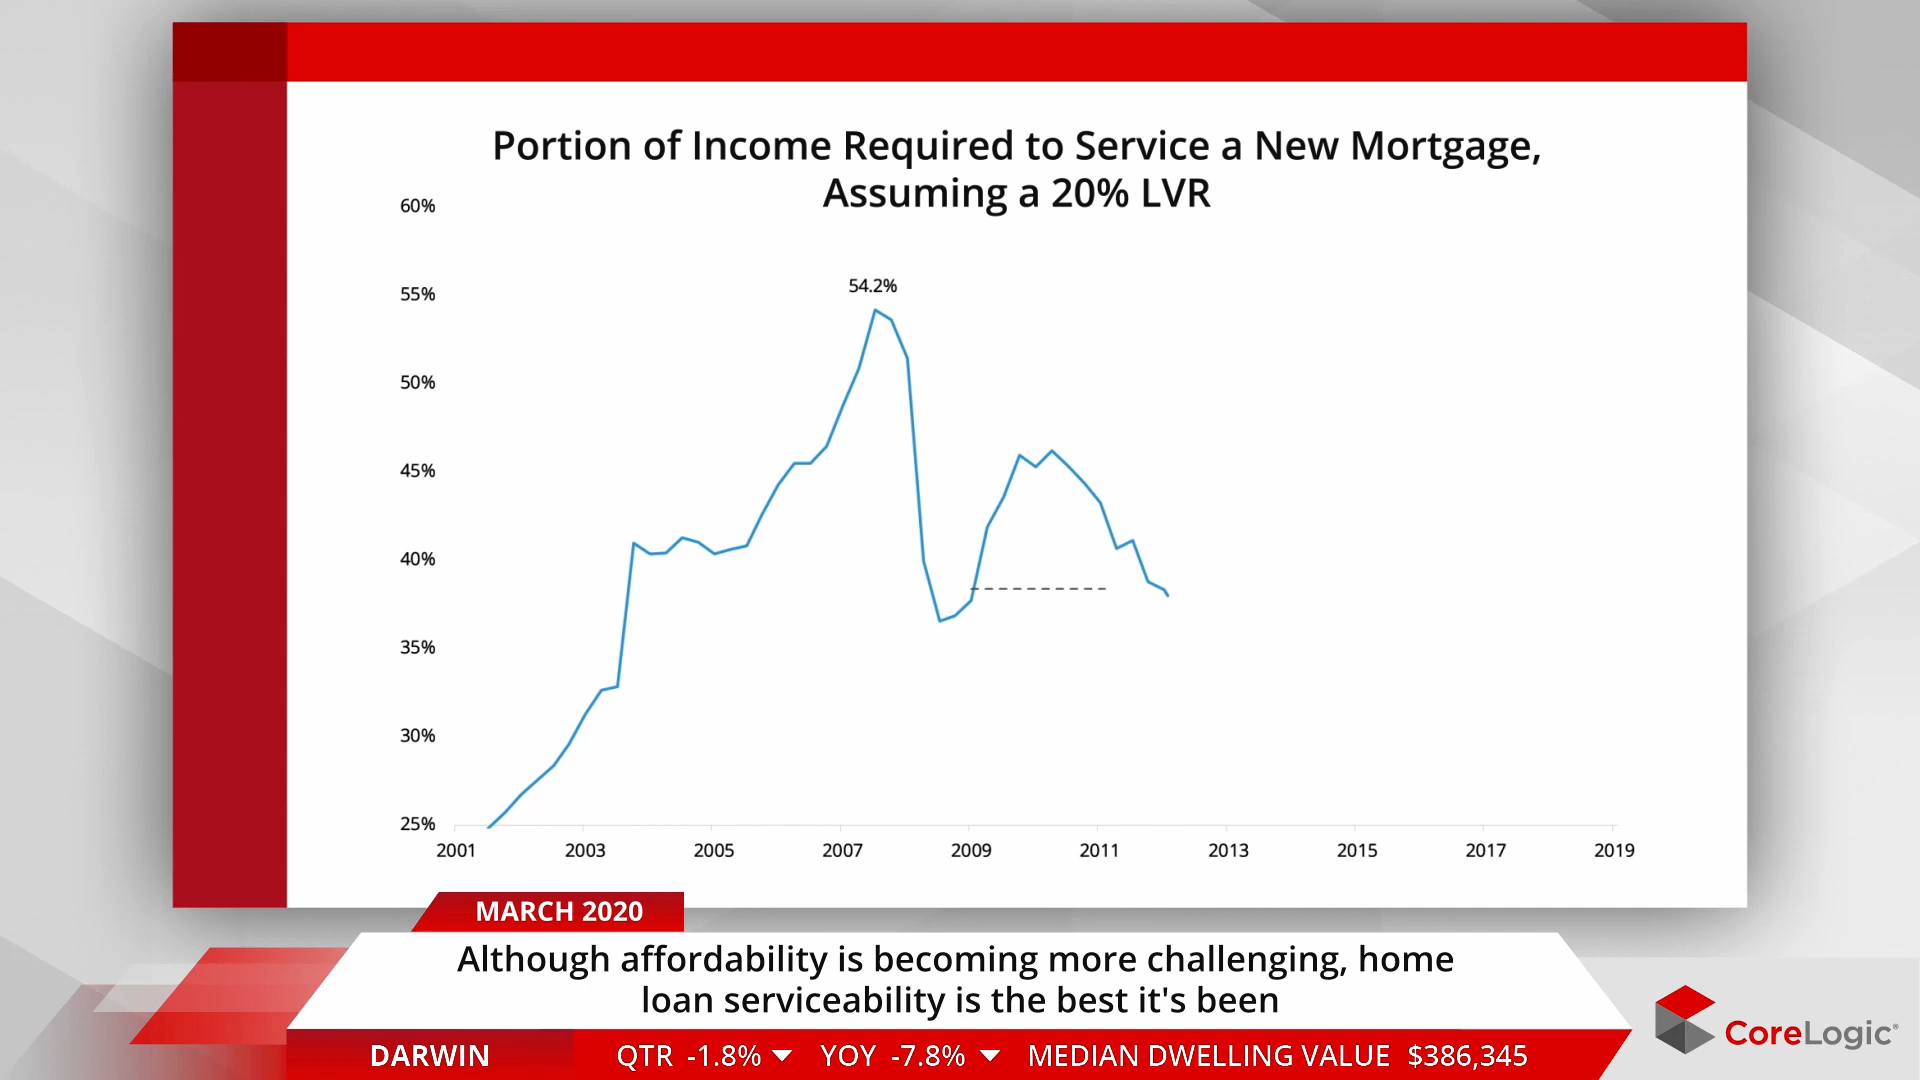 Portion of Income Required to Service a New Mortgage,
Assuming a 20% LVR
60%
54.2%
55%
50%
45%
40%
35%
30%
25%
2001 2003 2005 2007 2009 2011 2013 2015 2017 2019
MARCH 2020
Although affordability is becoming more challenging, home
loan serviceability is the best it's been
CoreLogic®
DARWIN QTR -1.8% YOY -7.8% MEDIAN DWELLING VALUE $386,345